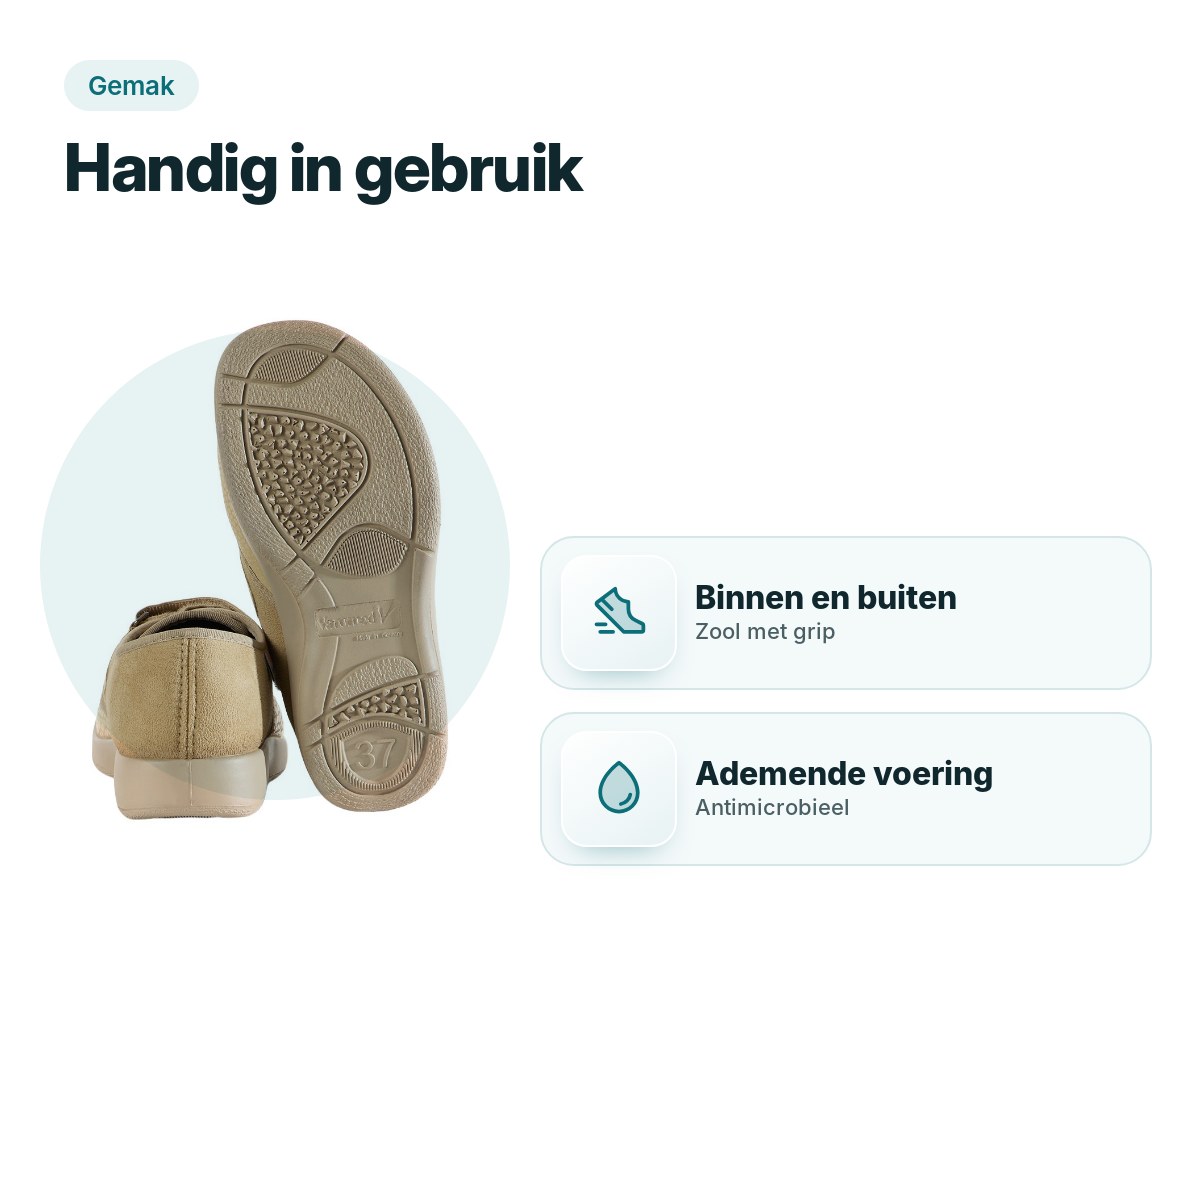 Gemak
Handig in gebruik
37
Binnen en buiten
Zool met grip
Ademende voering
Antimicrobieel